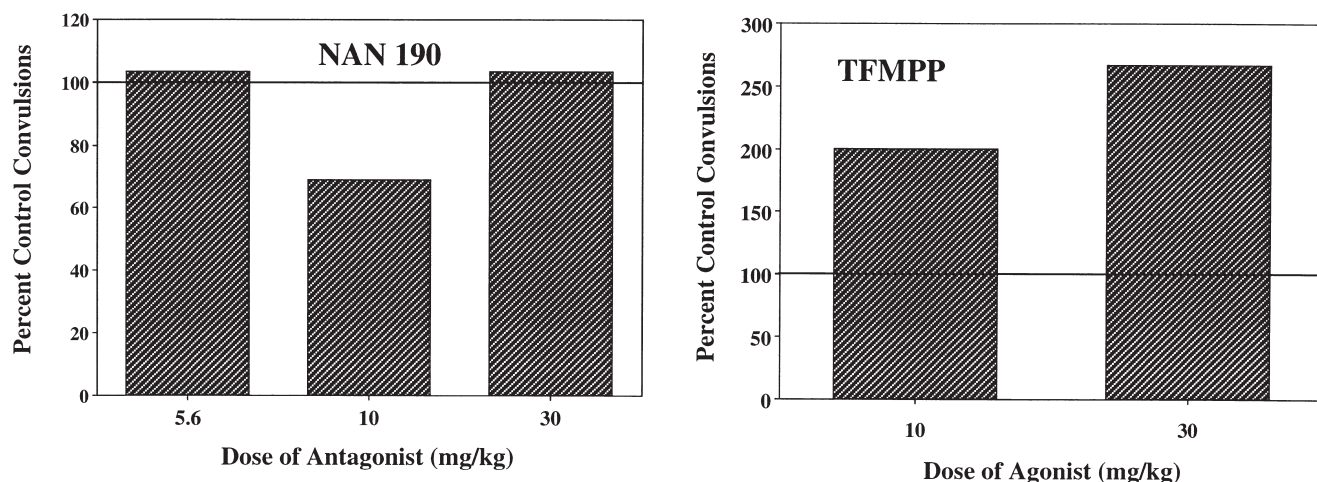 NAN 190
Percent Control Convulsions
120
100
80
60
40
20
0
5.6 10 30
Dose of Antagonist (mg/kg)
TFMPP
Percent Control Convulsions
300
250
200
150
100
50
0
10 30
Dose of Agonist (mg/kg)